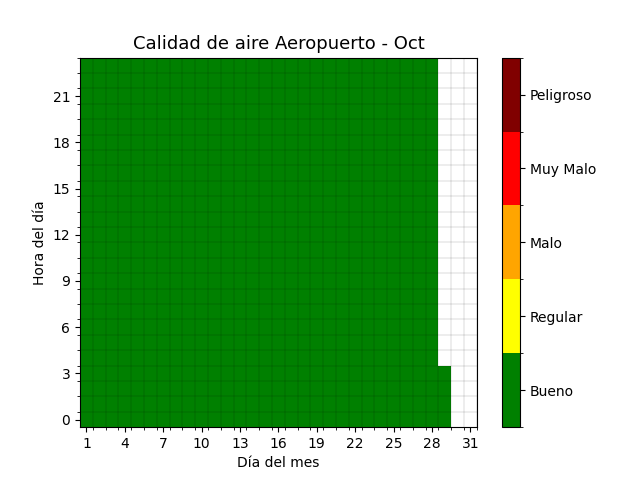 Calidad de aire Aeropuerto - Oct
Hora del día
21
18
15
12
9
6
3
0
1 4 7 10 13 16 19 22 25 28 31
Día del mes
Peligroso
Muy Malo
Malo
Regular
Bueno